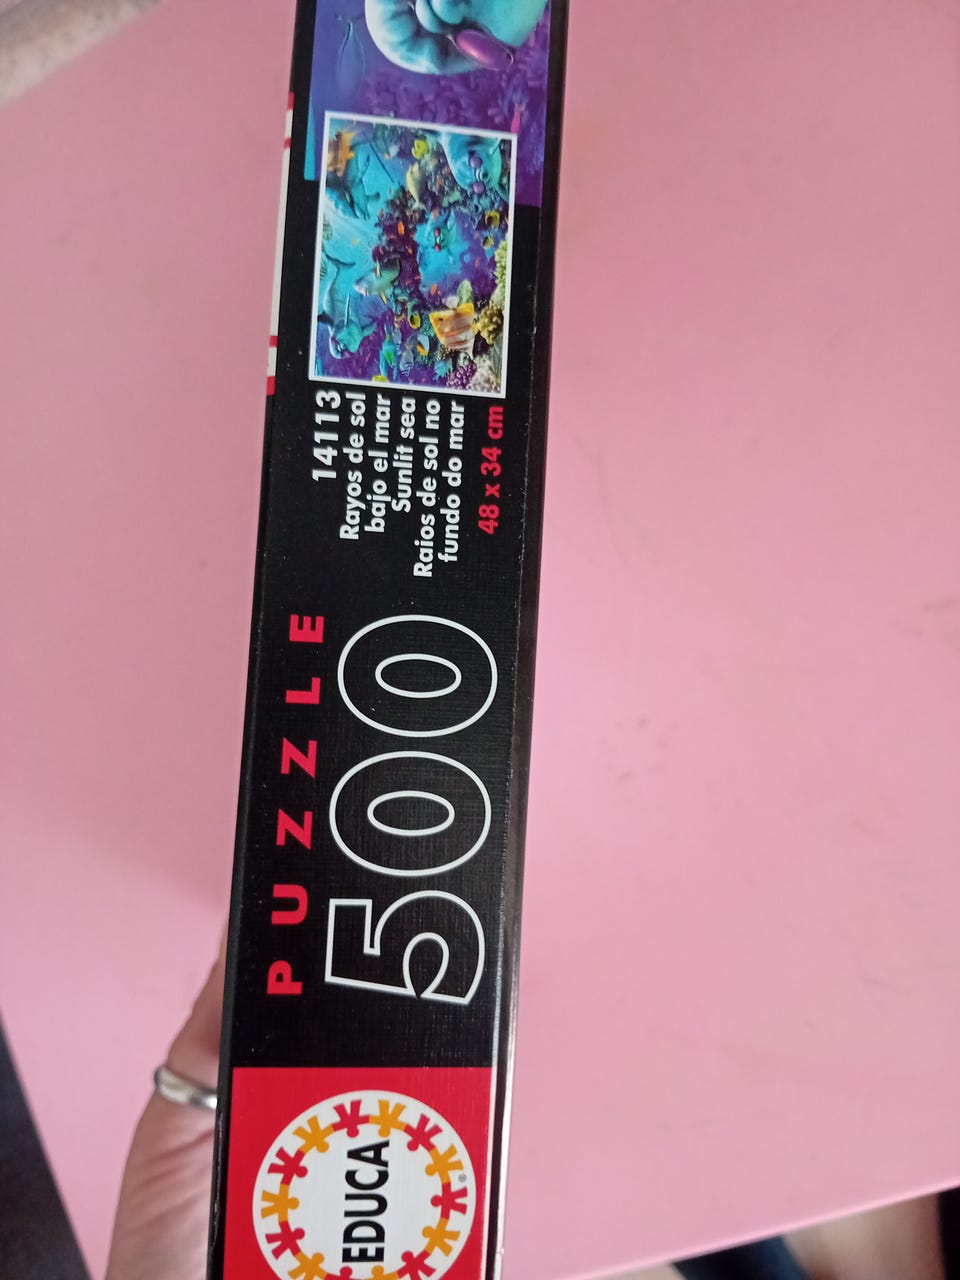 EDUCA
®
PUZZLE
500
14113
Rayos de sol
bajo el mar
Sunlit sea
Raios de sol no
fundo do mar
48 x 34 cm